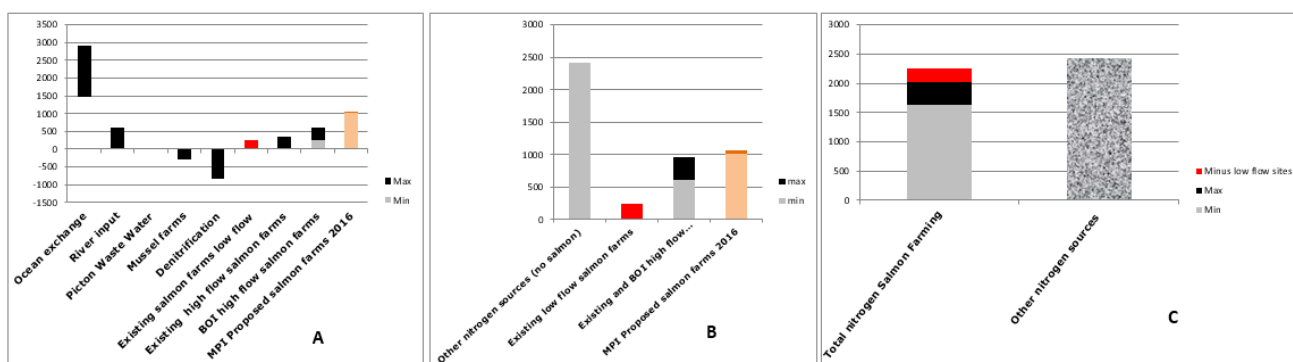 3500
3000
2500
2000
1500
1000
500
0
-500
-1000
-1500
Max
Min
Ocean exchange
River input
Picton Waste Water
Mussel farms
Denitrification
Existing salmon farms low flow
Existing high flow salmon farms
BOI high flow salmon farms
MPI Proposed salmon farms 2016
A
3000
2500
2000
1500
1000
500
0
max
min
Other nitrogen sources (no salmon)
Existing low flow salmon farms
Existing and BOI high flow...
MPI Proposed salmon farms 2016
B
3000
2500
2000
1500
1000
500
0
Minus low flow sites
Max
Min
Total nitrogen Salmon Farming
Other nitrogen sources
C